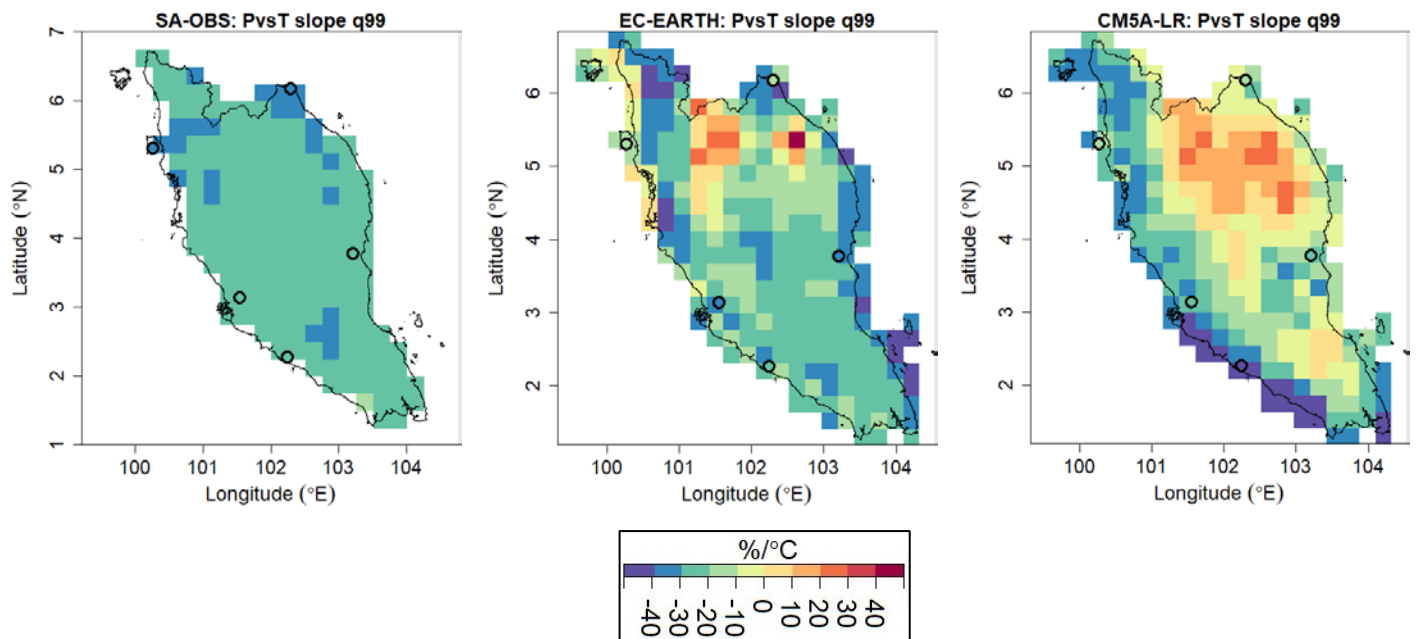 SA-OBS: PvsT slope q99
EC-EARTH: PvsT slope q99
CM5A-LR: PvsT slope q99
Latitude (°N)
7
6
5
4
3
2
1
100 101 102 103 104
Longitude (°E)
Latitude (°N)
6
5
4
3
2
100 101 102 103 104
Longitude (°E)
Latitude (°N)
6
5
4
3
2
100 101 102 103 104
Longitude (°E)
%/°C
-40 -30 -20 -10 0 10 20 30 40